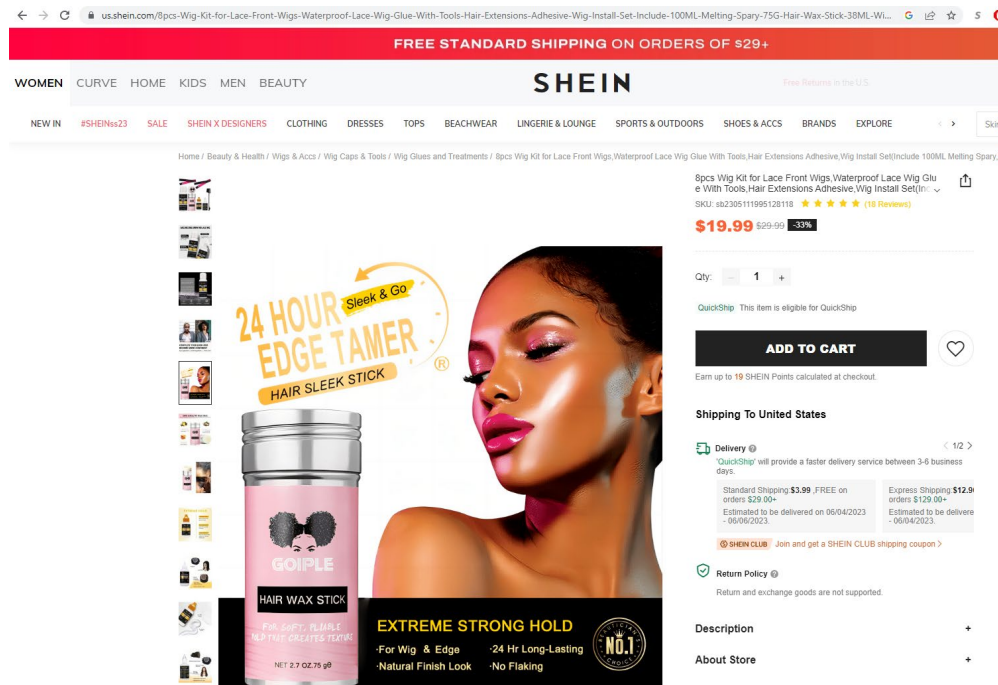 us.shein.com/8pcs-Wig-Kit-for-Lace-Front-Wigs-Waterproof-Lace-Wig-Glue-With-Tools-Hair-Extensions-Adhesive-Wig-Install-Set-Include-100ML-Melting-Spary-75G-Hair-Wax-Stick-38ML-Wi...
FREE STANDARD SHIPPING ON ORDERS OF $29+
WOMEN CURVE HOME KIDS MEN BEAUTY
SHEIN
Free Returns in the U.S.
NEW IN #SHEINss23 SALE SHEIN X DESIGNERS CLOTHING DRESSES TOPS BEACHWEAR LINGERIE & LOUNGE SPORTS & OUTDOORS SHOES & ACCS BRANDS EXPLORE
Home / Beauty & Health / Wigs & Accs / Wig Caps & Tools / Wig Glues and Treatments / 8pcs Wig Kit for Lace Front Wigs,Waterproof Lace Wig Glue With Tools,Hair Extensions Adhesive,Wig Install Set(Include 100ML Melting Spary,
24 HOUR
Sleek & Go
EDGE TAMER
®
HAIR SLEEK STICK
GOIPLE
HAIR WAX STICK
FOR SOFT, PLIABLE
HOLD THAT CREATES TEXTURE
NET 2.7 OZ.75 g℮
EXTREME STRONG HOLD
·For Wig & Edge ·24 Hr Long-Lasting
·Natural Finish Look ·No Flaking
NO.1
CHOICE
8pcs Wig Kit for Lace Front Wigs,Waterproof Lace Wig Glu
e With Tools,Hair Extensions Adhesive,Wig Install Set(Inc
SKU: sb2305111995128118 (18 Reviews)
$19.99 $29.99 -33%
Qty: - 1 +
QuickShip This item is eligible for QuickShip
ADD TO CART
Earn up to 19 SHEIN Points calculated at checkout.
Shipping To United States
Delivery 1/2
'QuickShip' will provide a faster delivery service between 3-6 business
days.
Standard Shipping:$3.99 ,FREE on
orders $29.00+
Estimated to be delivered on 06/04/2023
- 06/06/2023.
Express Shipping:$12.9
orders $129.00+
Estimated to be delivere
- 06/04/2023.
SHEIN CLUB Join and get a SHEIN CLUB shipping coupon >
Return Policy
Return and exchange goods are not supported.
Description +
About Store +